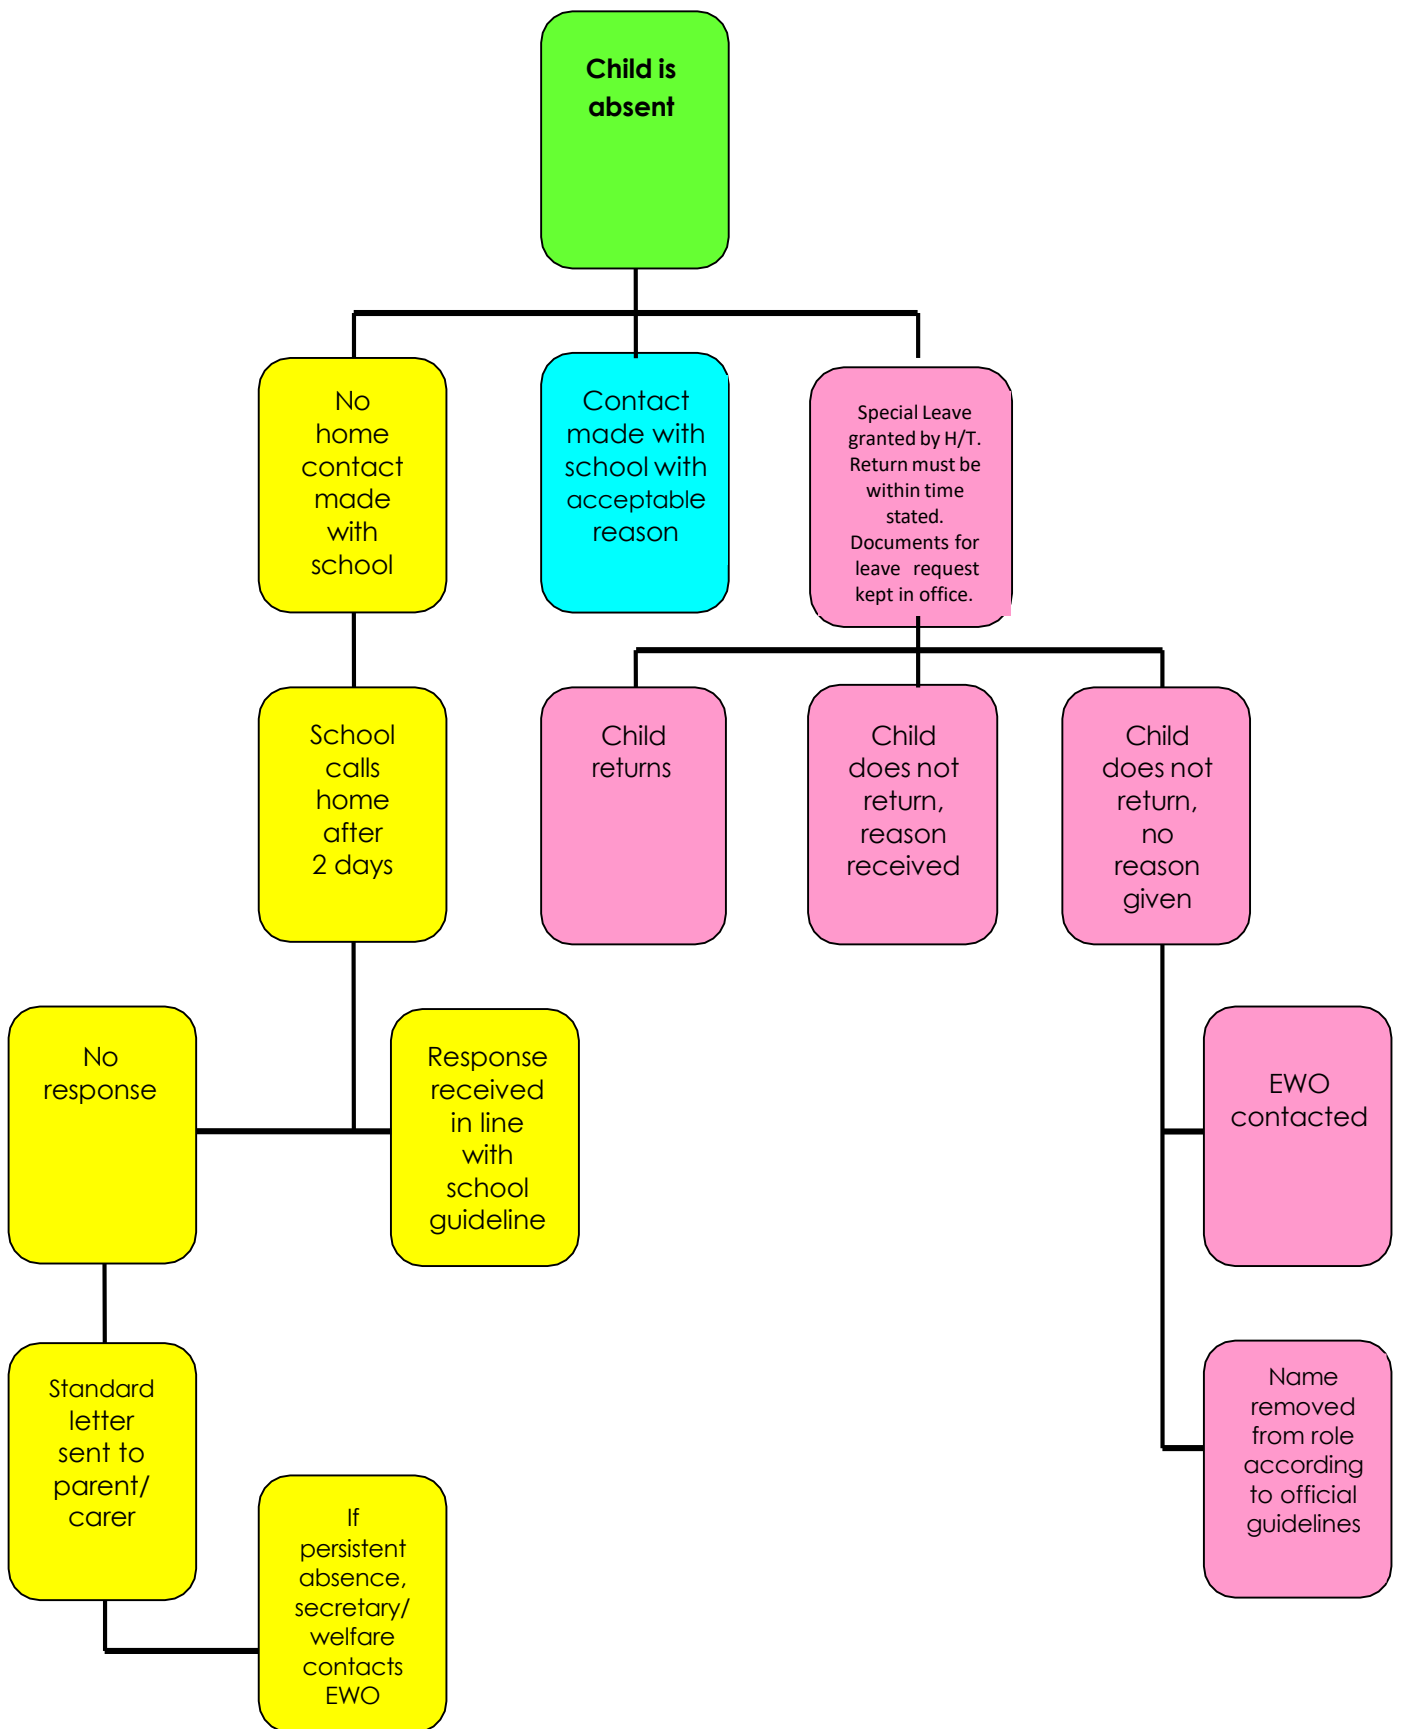 Child is
absent
No
home
contact
made
with
school
Contact
made with
school with
acceptable
reason
Special Leave
granted by H/T.
Return must be
within time
stated.
Documents for
leave request
kept in office.
School
calls
home
after
2 days
Child
returns
Child
does not
return,
reason
received
Child
does not
return,
no
reason
given
No
response
Response
received
in line
with
school
guideline
EWO
contacted
Standard
letter
sent to
parent/
carer
If
persistent
absence,
secretary/
welfare
contacts
EWO
Name
removed
from role
according
to official
guidelines